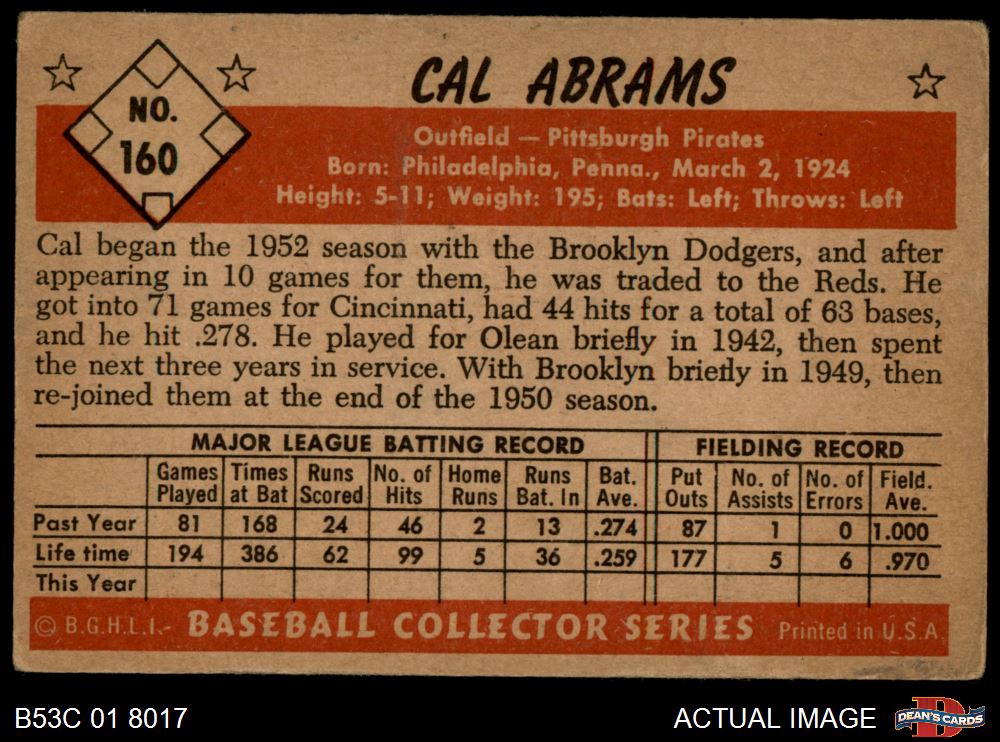 CAL ABRAMS
NO.
160
Outfield — Pittsburgh Pirates
Born: Philadelphia, Penna., March 2, 1924
Height: 5-11; Weight: 195; Bats: Left; Throws: Left
Cal began the 1952 season with the Brooklyn Dodgers, and after
appearing in 10 games for them, he was traded to the Reds. He
got into 71 games for Cincinnati, had 44 hits for a total of 63 bases,
and he hit .278. He played for Olean briefly in 1942, then spent
the next three years in service. With Brooklyn briefly in 1949, then
re-joined them at the end of the 1950 season.
MAJOR LEAGUE BATTING RECORD FIELDING RECORD
Games Times Runs No. of Home Runs Bat. Put No. of No. of Field.
Played at Bat Scored Hits Runs Bat. In Ave. Outs Assists Errors Ave.
Past Year 81 168 24 46 2 13 .274 87 1 0 1.000
Life time 194 386 62 99 5 36 .259 177 5 6 .970
This Year
© B.G.H.L.I.- BASEBALL COLLECTOR SERIES Printed in U.S.A
B53C 01 8017 ACTUAL IMAGE DEAN'S CARDS